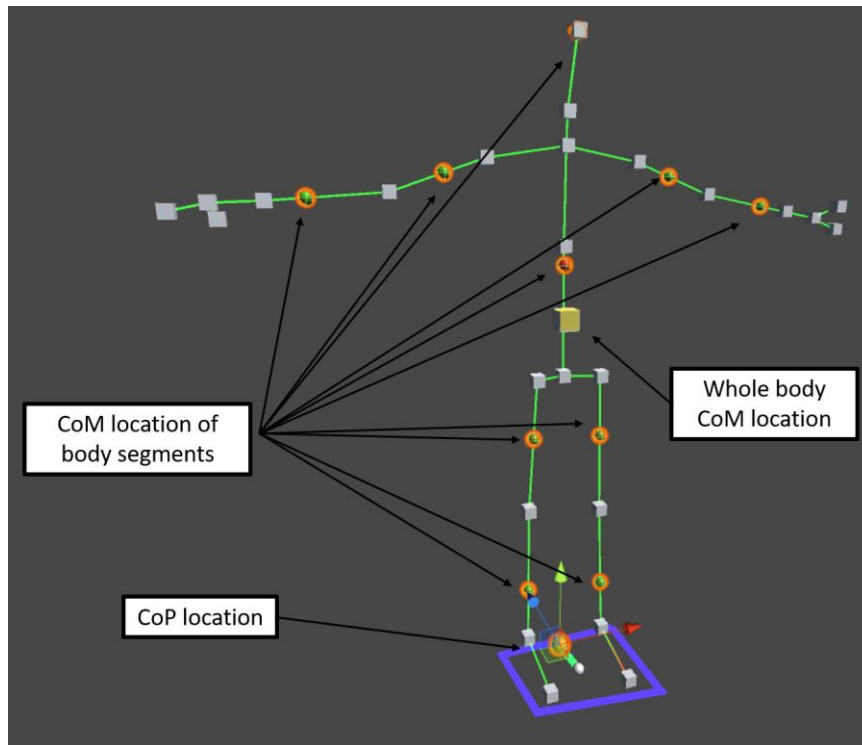 Whole body
CoM location
CoM location of
body segments
CoP location